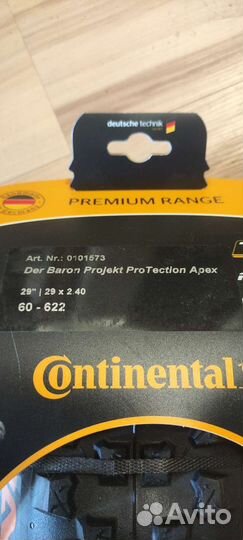 deutsche technik
PREMIUM RANGE
Art. Nr.: 0101573
Der Baron Projekt ProTection Apex
29" | 29 x 2.40
60 - 622
Continental
Avito